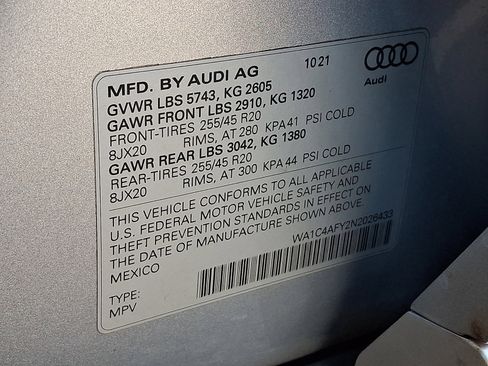 MFD. BY AUDI AG 10 21
GVWR LBS 5743, KG 2605
GAWR FRONT LBS 2910, KG 1320
FRONT-TIRES 255/45 R20
8JX20 RIMS, AT 280 KPA 41 PSI COLD
GAWR REAR LBS 3042, KG 1380
REAR-TIRES 255/45 R20
8JX20 RIMS, AT 300 KPA 44 PSI COLD
THIS VEHICLE CONFORMS TO ALL APPLICABLE
U.S. FEDERAL MOTOR VEHICLE SAFETY AND
THEFT PREVENTION STANDARDS IN EFFECT ON
THE DATE OF MANUFACTURE SHOWN ABOVE.
MEXICO
WA1C4AFY2N2026433
TYPE:
MPV
Audi